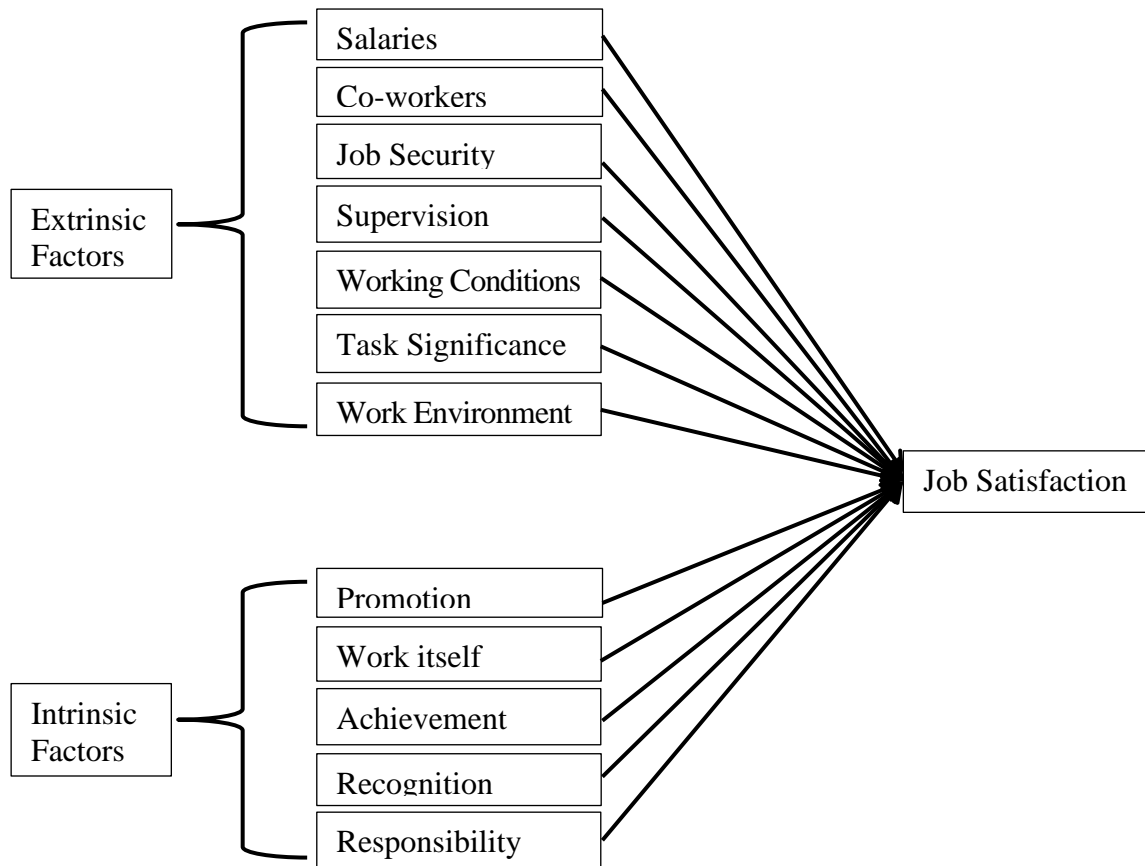 Salaries
Co-workers
Job Security
Supervision
Working Conditions
Task Significance
Work Environment
Extrinsic
Factors
Job Satisfaction
Promotion
Work itself
Achievement
Recognition
Responsibility
Intrinsic
Factors